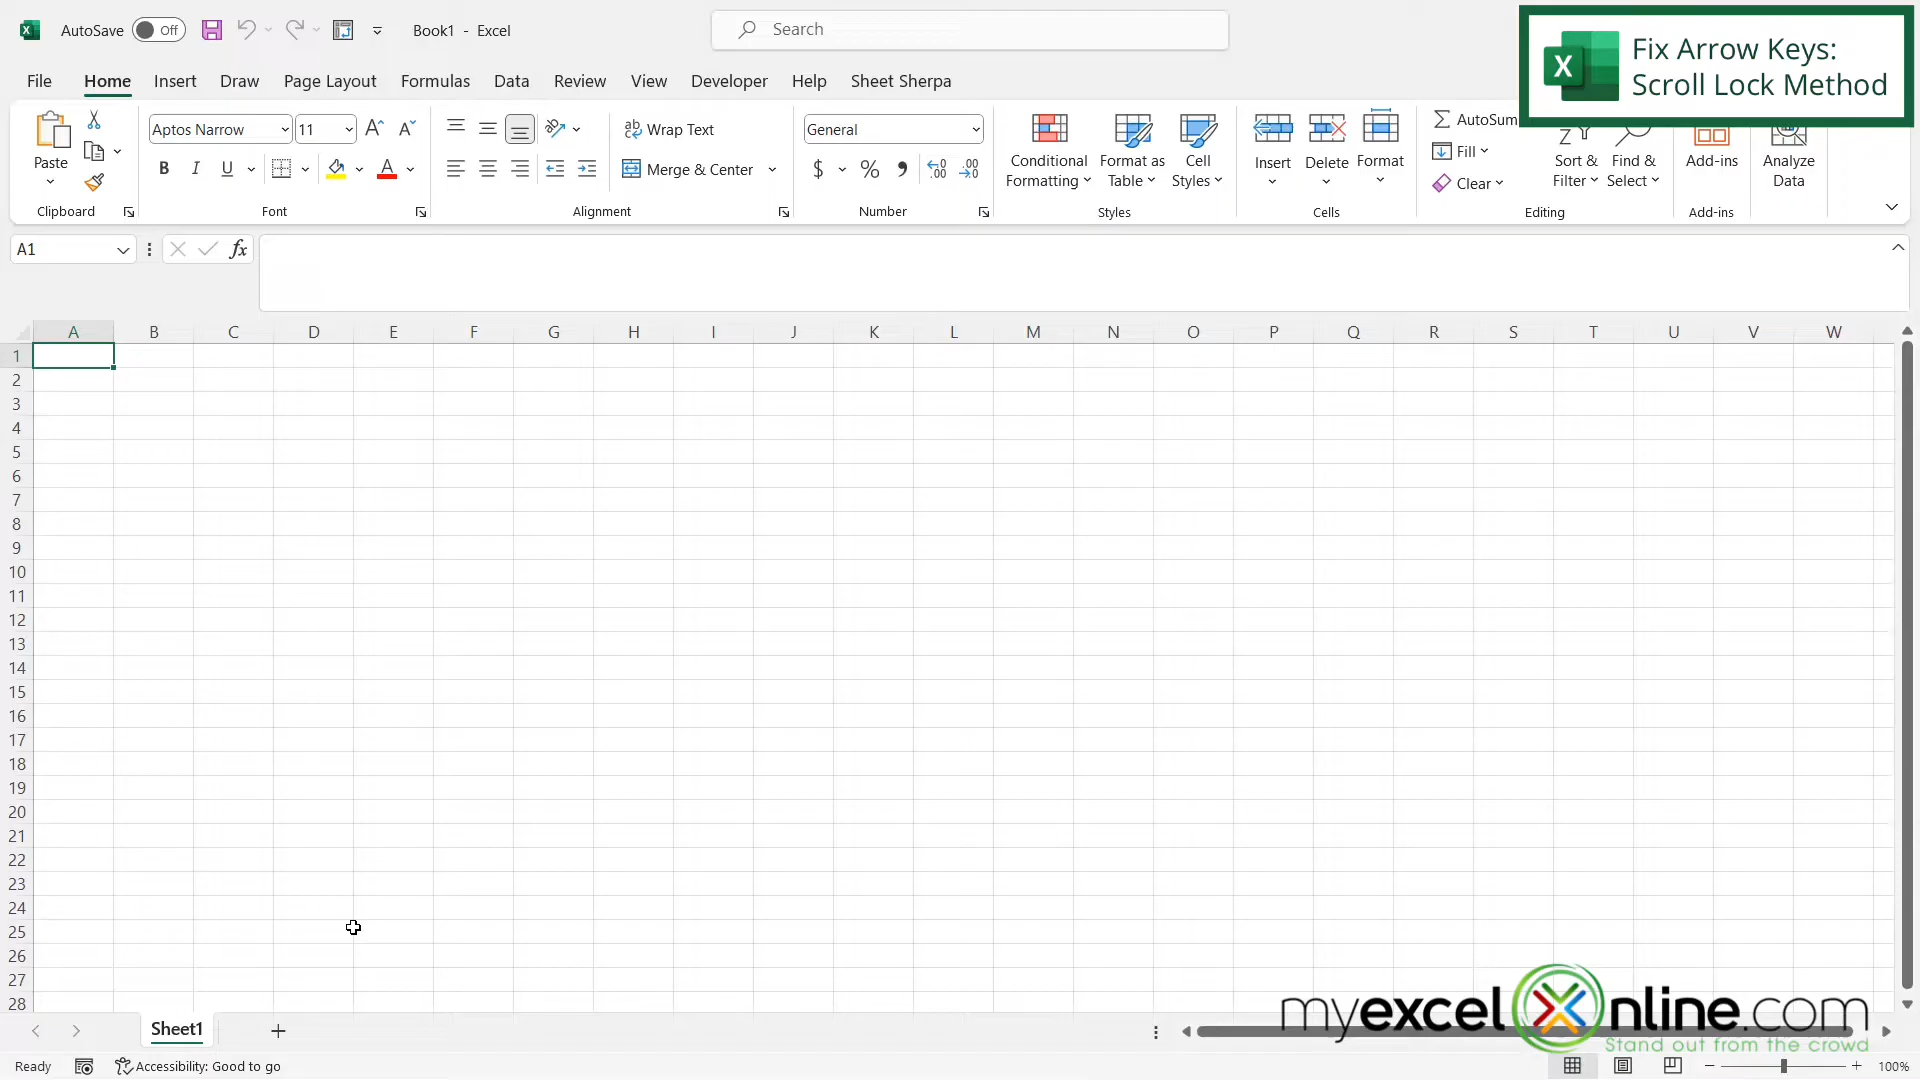 AutoSave Off Book1 - Excel Search
Fix Arrow Keys:
Scroll Lock Method
File Home Insert Draw Page Layout Formulas Data Review View Developer Help Sheet Sherpa
Paste
Clipboard
Aptos Narrow 11
B I U A
Font
Wrap Text
Merge & Center
Alignment
General
$ % 9 .00
Number
Conditional
Formatting
Format as
Table
Cell
Styles
Styles
Insert Delete Format
Cells
AutoSum
Fill
Clear
Sort &
Filter
Find &
Select
Editing
Add-ins
Add-ins
Analyze
Data
A1 fx
A B C D E F G H I J K L M N O P Q R S T U V W
1
2
3
4
5
6
7
8
9
10
11
12
13
14
15
16
17
18
19
20
21
22
23
24
25
26
27
28
myexcelonline.com
Stand out from the crowd
Sheet1
Ready Accessibility: Good to go 100%